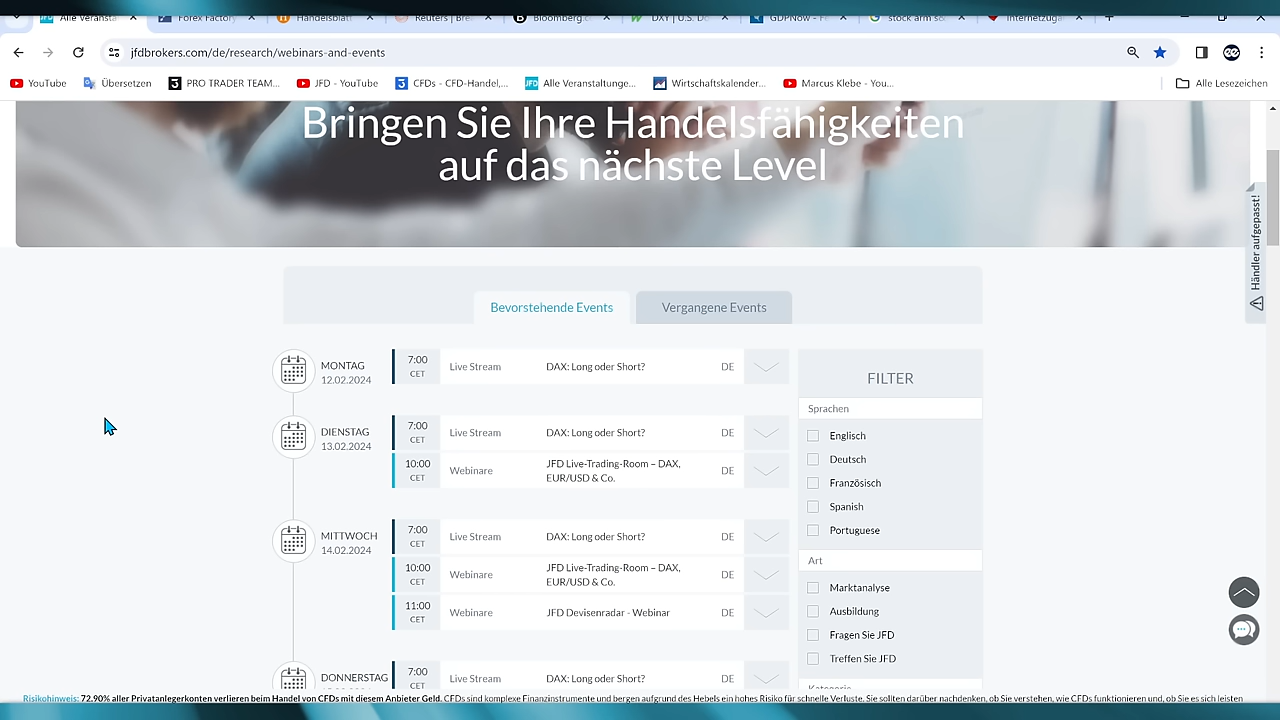 Alle Veransta
Forex Factory
Handelsblatt
Reuters | Bre
Bloomberg.c
DXY | U.S. Do
GDPNow - F
stock arm s
Internetzuga
jfdbrokers.com/de/research/webinars-and-events
YouTube
Übersetzen
PRO TRADER TEAM...
JFD - YouTube
CFDs - CFD-Handel,...
Alle Veranstaltunge...
Wirtschaftskalender...
Marcus Klebe - You...
Alle Lesezeichen
Bringen Sie Ihre Handelsfähigkeiten
auf das nächste Level
Händler aufgepasst!
Bevorstehende Events
Vergangene Events
MONTAG
12.02.2024
7:00
CET
Live Stream
DAX: Long oder Short?
DE
DIENSTAG
13.02.2024
7:00
CET
Live Stream
DAX: Long oder Short?
DE
10:00
CET
Webinare
JFD Live-Trading-Room – DAX,
EUR/USD & Co.
DE
MITTWOCH
14.02.2024
7:00
CET
Live Stream
DAX: Long oder Short?
DE
10:00
CET
Webinare
JFD Live-Trading-Room – DAX,
EUR/USD & Co.
DE
11:00
CET
Webinare
JFD Devisenradar - Webinar
DE
DONNERSTAG
7:00
CET
Live Stream
DAX: Long oder Short?
DE
FILTER
Sprachen
Englisch
Deutsch
Französisch
Spanish
Portuguese
Art
Marktanalyse
Ausbildung
Fragen Sie JFD
Treffen Sie JFD
Kategorie
Risikohinweis: 72,90% aller Privatanlegerkonten verlieren beim Handel von CFDs mit diesem Anbieter Geld. CFDs sind komplexe Finanzinstrumente und bergen aufgrund des Hebels ein hohes Risiko für schnelle Verluste. Sie sollten darüber nachdenken, ob Sie verstehen, wie CFDs funktionieren und, ob Sie es sich leisten